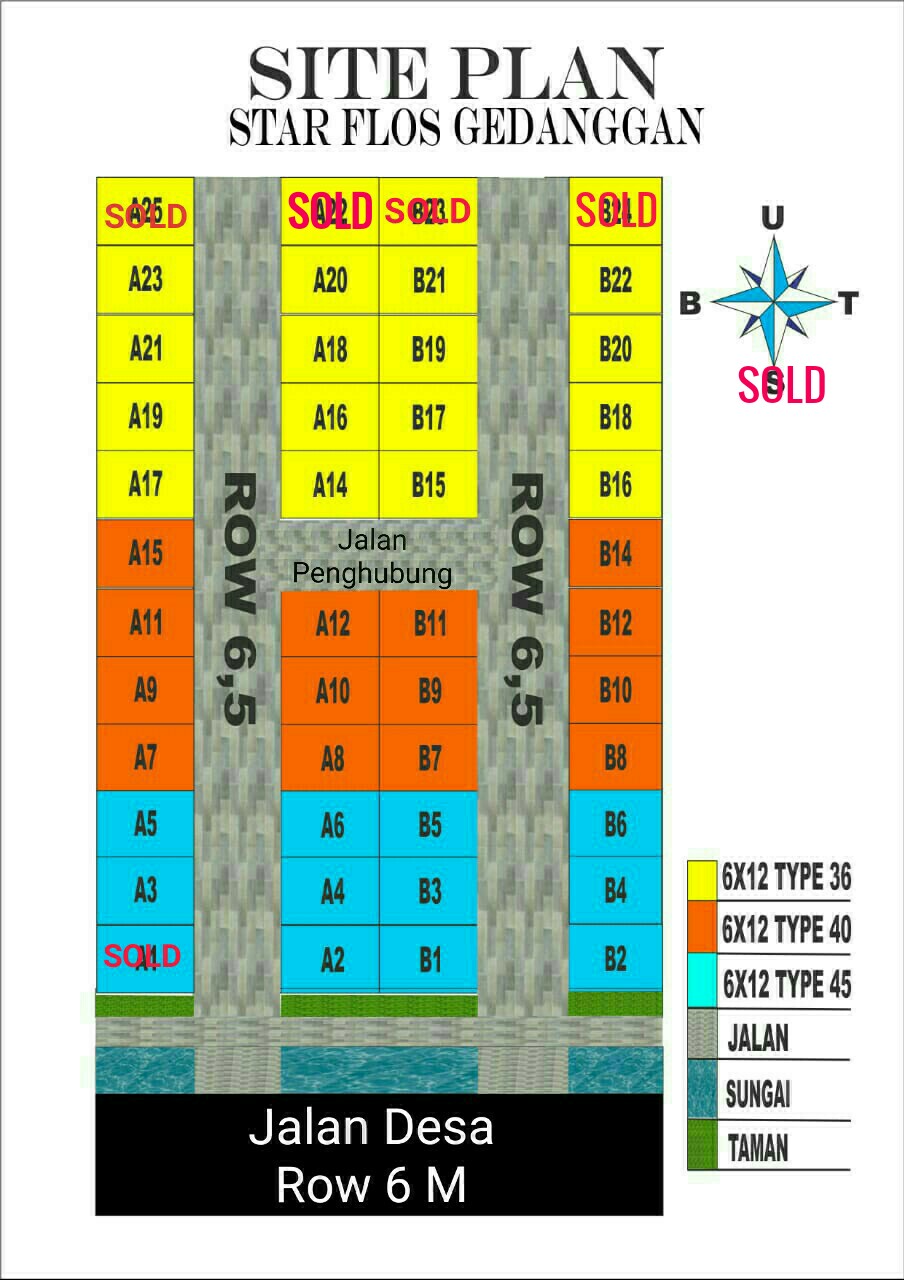 SITE PLAN
STAR FLOS GEDANGGAN
A25 SOLD
A22 SOLD
B23 SOLD
B24 SOLD
A23
A20
B21
B22
A21
A18
B19
B20
A19
A16
B17
B18
A17
A14
B15
B16
A15
B14
A11
A12
B11
B12
A9
A10
B9
B10
A7
A8
B7
B8
A5
A6
B5
B6
A3
A4
B3
B4
A1 SOLD
A2
B1
B2
ROW 6,5
Jalan
Penghubung
ROW 6,5
U
B
T
S
SOLD
6X12 TYPE 36
6X12 TYPE 40
6X12 TYPE 45
JALAN
SUNGAI
TAMAN
Jalan Desa
Row 6 M